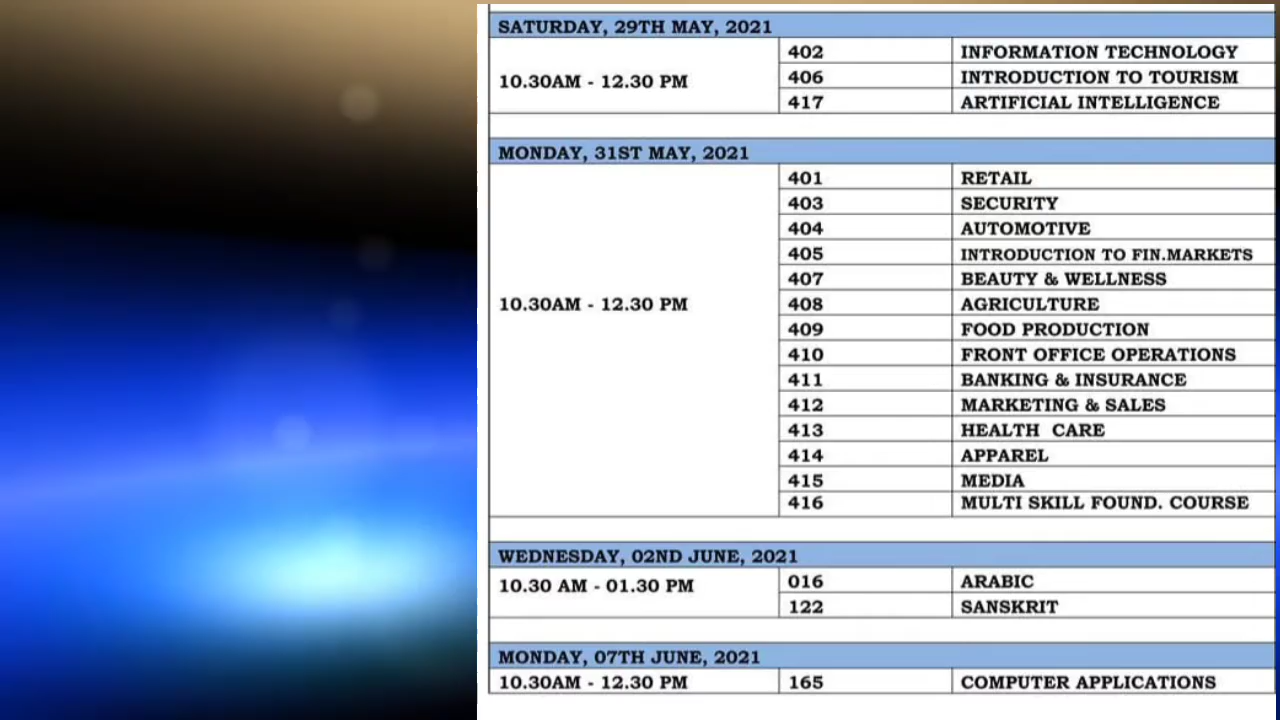 SATURDAY, 29TH MAY, 2021
10.30AM - 12.30 PM
402 INFORMATION TECHNOLOGY
406 INTRODUCTION TO TOURISM
417 ARTIFICIAL INTELLIGENCE
MONDAY, 31ST MAY, 2021
10.30AM - 12.30 PM
401 RETAIL
403 SECURITY
404 AUTOMOTIVE
405 INTRODUCTION TO FIN.MARKETS
407 BEAUTY & WELLNESS
408 AGRICULTURE
409 FOOD PRODUCTION
410 FRONT OFFICE OPERATIONS
411 BANKING & INSURANCE
412 MARKETING & SALES
413 HEALTH CARE
414 APPAREL
415 MEDIA
416 MULTI SKILL FOUND. COURSE
WEDNESDAY, 02ND JUNE, 2021
10.30 AM - 01.30 PM
016 ARABIC
122 SANSKRIT
MONDAY, 07TH JUNE, 2021
10.30AM - 12.30 PM 165 COMPUTER APPLICATIONS